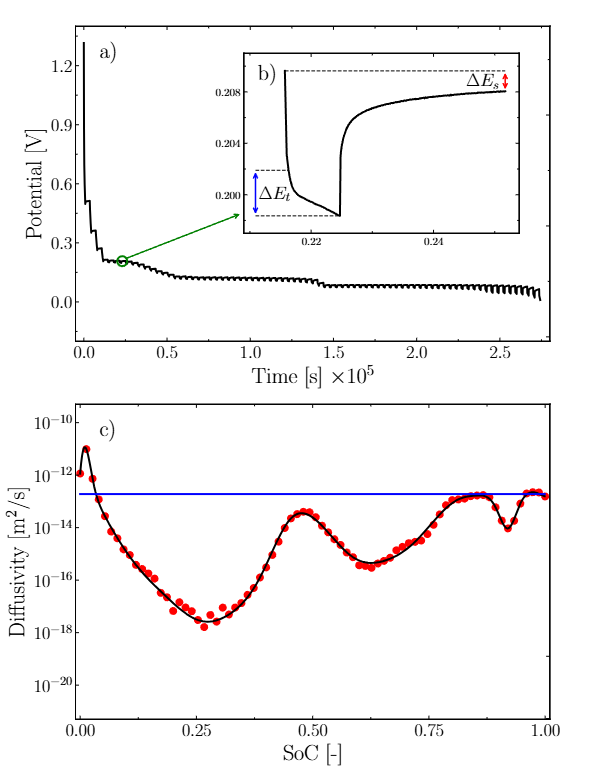 a)
b)
1.2
0.9
0.6
0.3
0.0
Potential [V]
0.208
0.204
0.200
ΔE_s
ΔE_t
0.22 0.24
0.0 0.5 1.0 1.5 2.0 2.5
Time [s] ×10^5
c)
10^−10
10^−12
10^−14
10^−16
10^−18
10^−20
Diffusivity [m^2/s]
0.00 0.25 0.50 0.75 1.00
SoC [-]